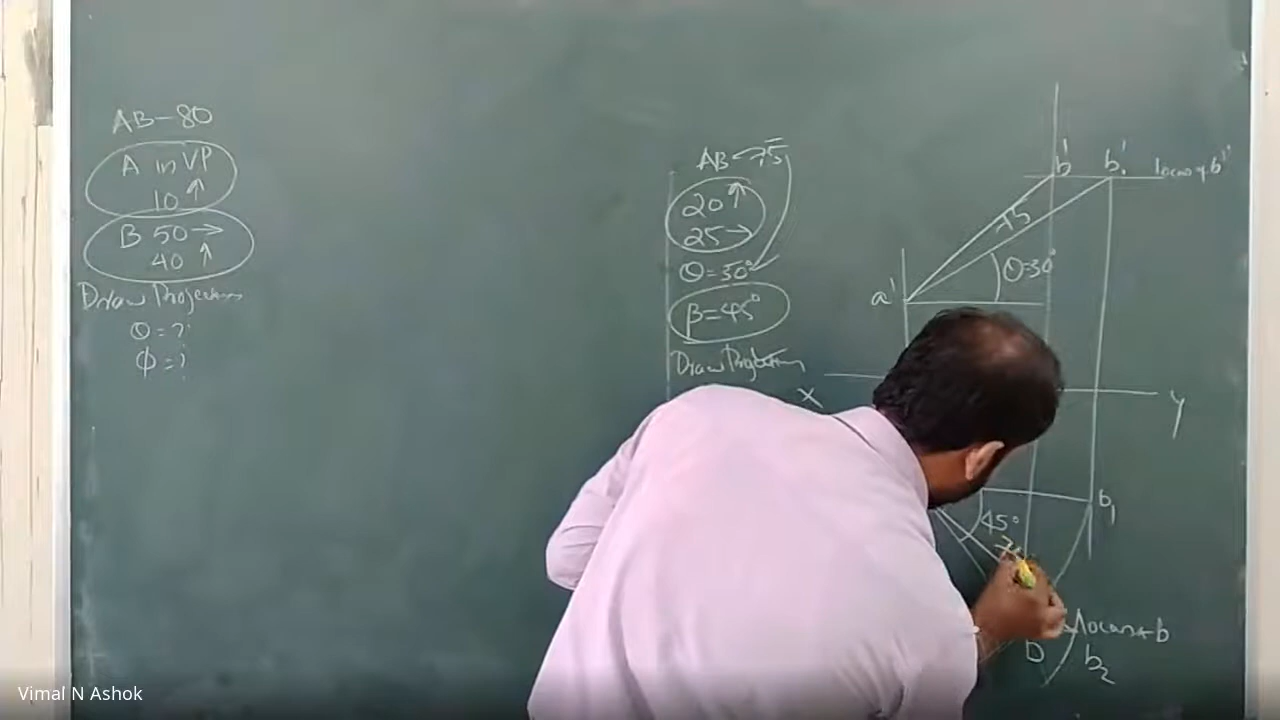 AB-80
A in VP
10 ↑
B 50 →
40 ↑
Draw Projections
θ = ?
ϕ = ?
AB - 75
20 ↑
25 →
θ = 30°
β = 45°
Draw Projection
b'
b₁'
locus of b'
75
θ=30°
a'
X
y
b₁
45°
locus of b
b
b₂
Vimal N Ashok